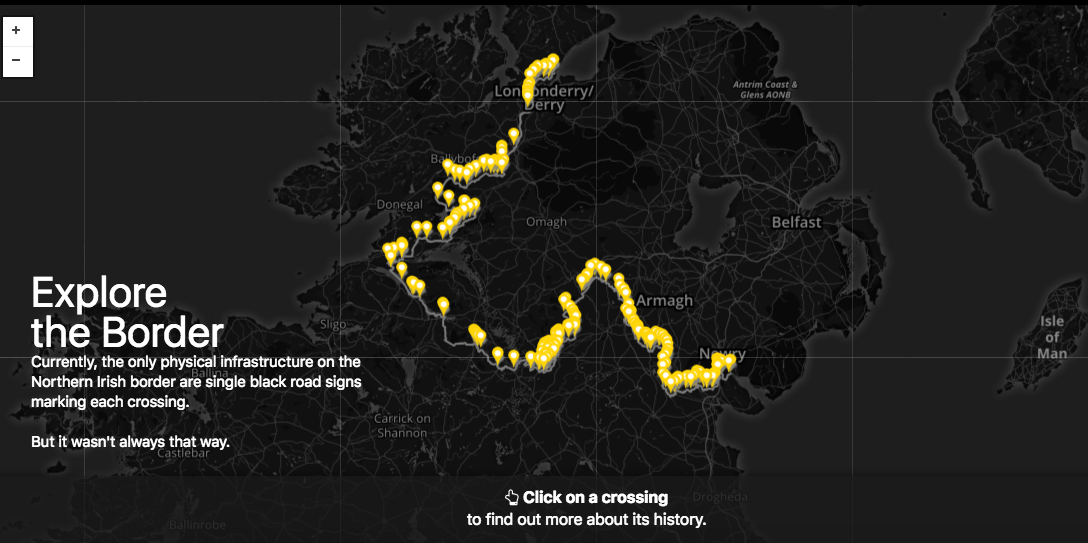 +
−
Londonderry/
Derry
Antrim Coast &
Glens AONB
Donegal
Omagh
Belfast
Armagh
Sligo
Newry
Isle
of
Man
Explore
the Border
Currently, the only physical infrastructure on the
Northern Irish border are single black road signs
marking each crossing.
Ballina
But it wasn't always that way.
Castlebar
Carrick on
Shannon
Click on a crossing
to find out more about its history.
Drogheda
Ballinrobe